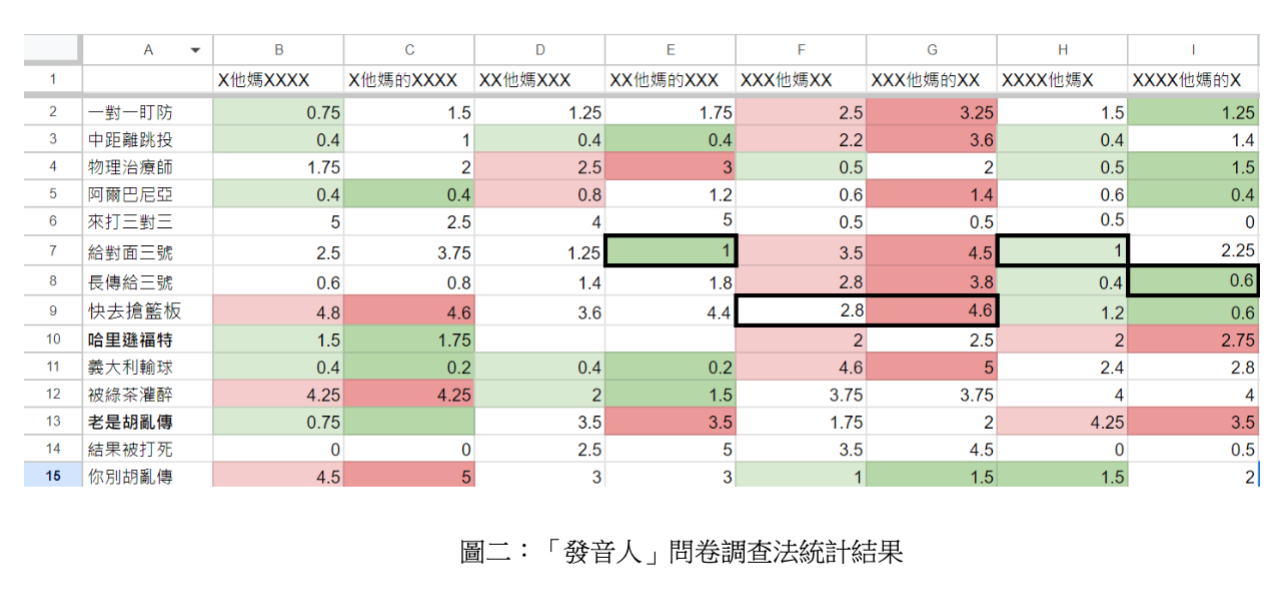 A B C D E F G H I
1 X他媽XXXX X他媽的XXXX XX他媽XXX XX他媽的XXX XXX他媽XX XXX他媽的XX XXXX他媽X XXXX他媽的X
2 一對一盯防 0.75 1.5 1.25 1.75 2.5 3.25 1.5 1.25
3 中距離跳投 0.4 1 0.4 0.4 2.2 3.6 0.4 1.4
4 物理治療師 1.75 2 2.5 3 0.5 2 0.5 1.5
5 阿爾巴尼亞 0.4 0.4 0.8 1.2 0.6 1.4 0.6 0.4
6 來打三對三 5 2.5 4 5 0.5 0.5 0.5 0
7 給對面三號 2.5 3.75 1.25 1 3.5 4.5 1 2.25
8 長傳給三號 0.6 0.8 1.4 1.8 2.8 3.8 0.4 0.6
9 快去搶籃板 4.8 4.6 3.6 4.4 2.8 4.6 1.2 0.6
10 哈里遜福特 1.5 1.75 2 2.5 2 2.75
11 義大利輸球 0.4 0.2 0.4 0.2 4.6 5 2.4 2.8
12 被綠茶灌醉 4.25 4.25 2 1.5 3.75 3.75 4 4
13 老是胡亂傳 0.75 3.5 3.5 1.75 2 4.25 3.5
14 結果被打死 0 0 2.5 5 3.5 4.5 0 0.5
15 你別胡亂傳 4.5 5 3 3 1 1.5 1.5 2
圖二：「發音人」問卷調查法統計結果